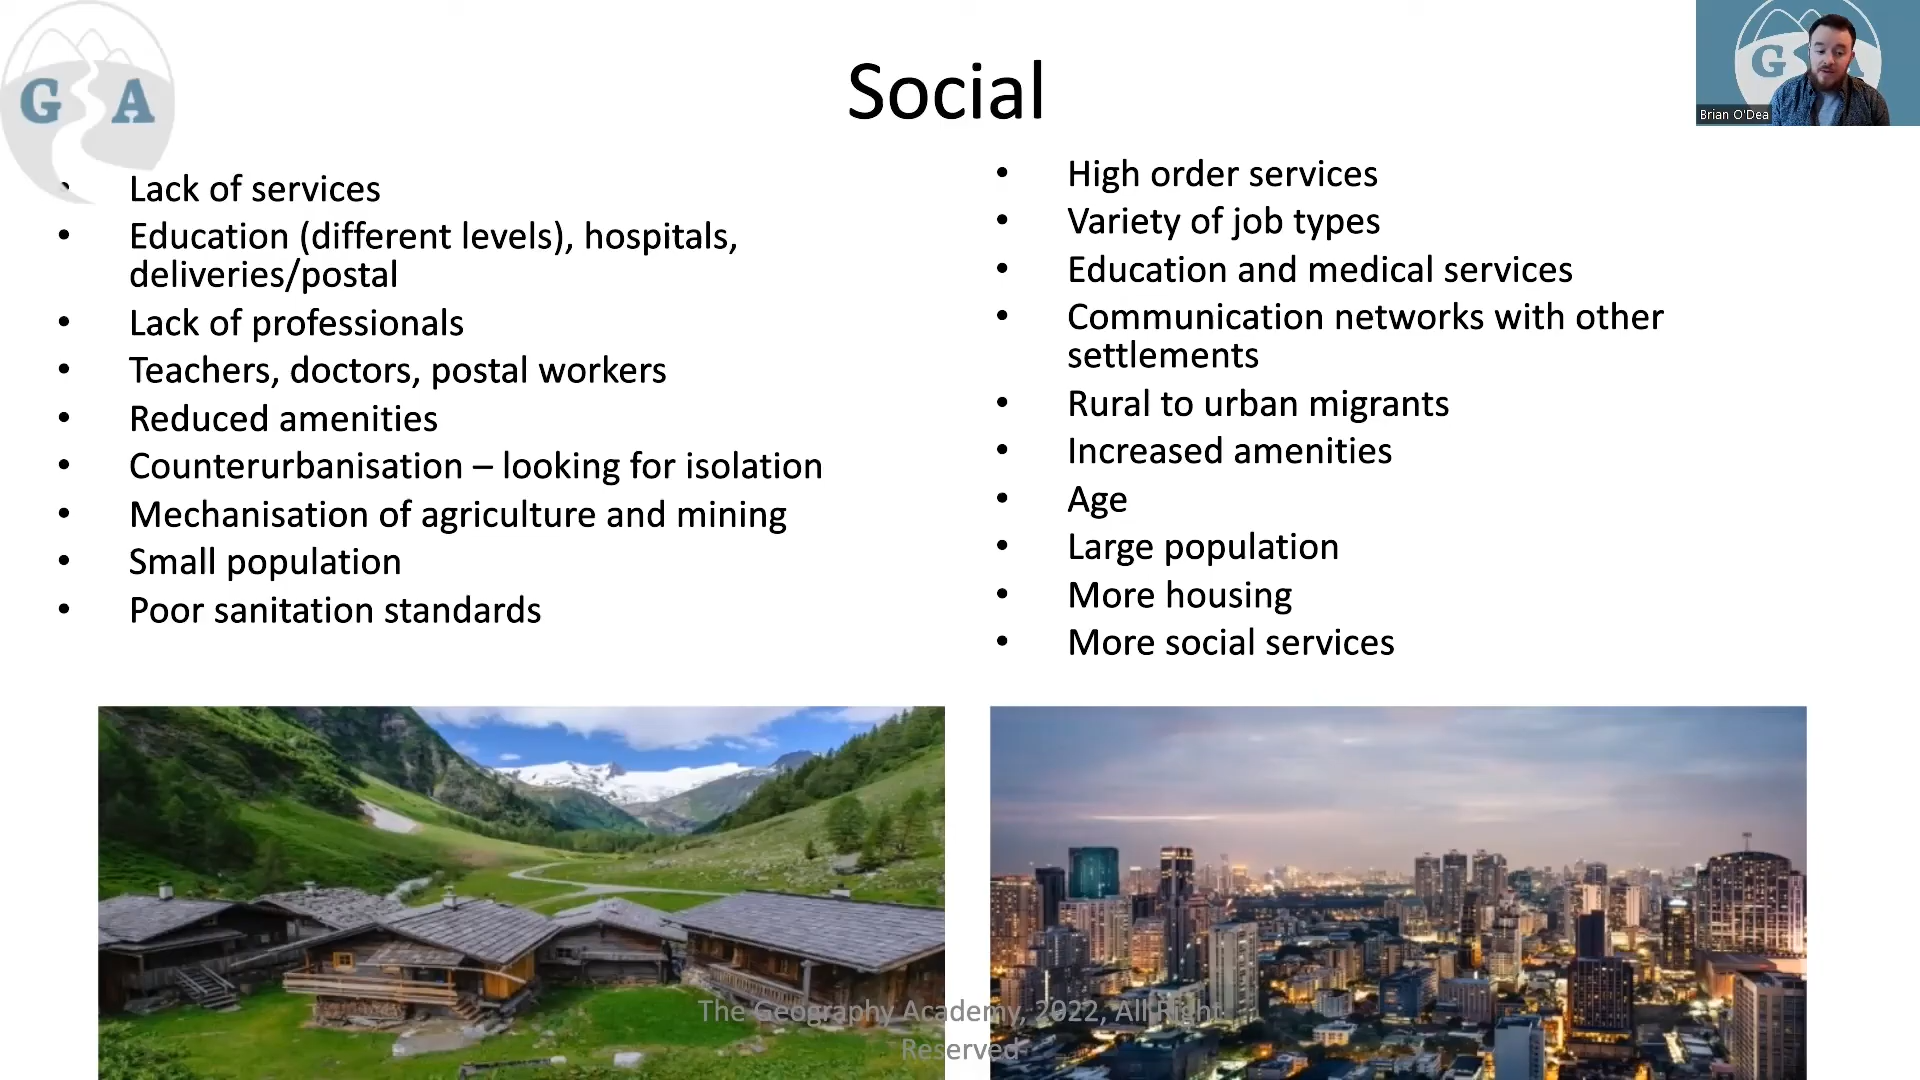 G A
Social
G A
Brian O'Dea
Lack of services
Education (different levels), hospitals,
deliveries/postal
Lack of professionals
Teachers, doctors, postal workers
Reduced amenities
Counterurbanisation – looking for isolation
Mechanisation of agriculture and mining
Small population
Poor sanitation standards
High order services
Variety of job types
Education and medical services
Communication networks with other
settlements
Rural to urban migrants
Increased amenities
Age
Large population
More housing
More social services
The Geography Academy, 2022, All Right
Reserved